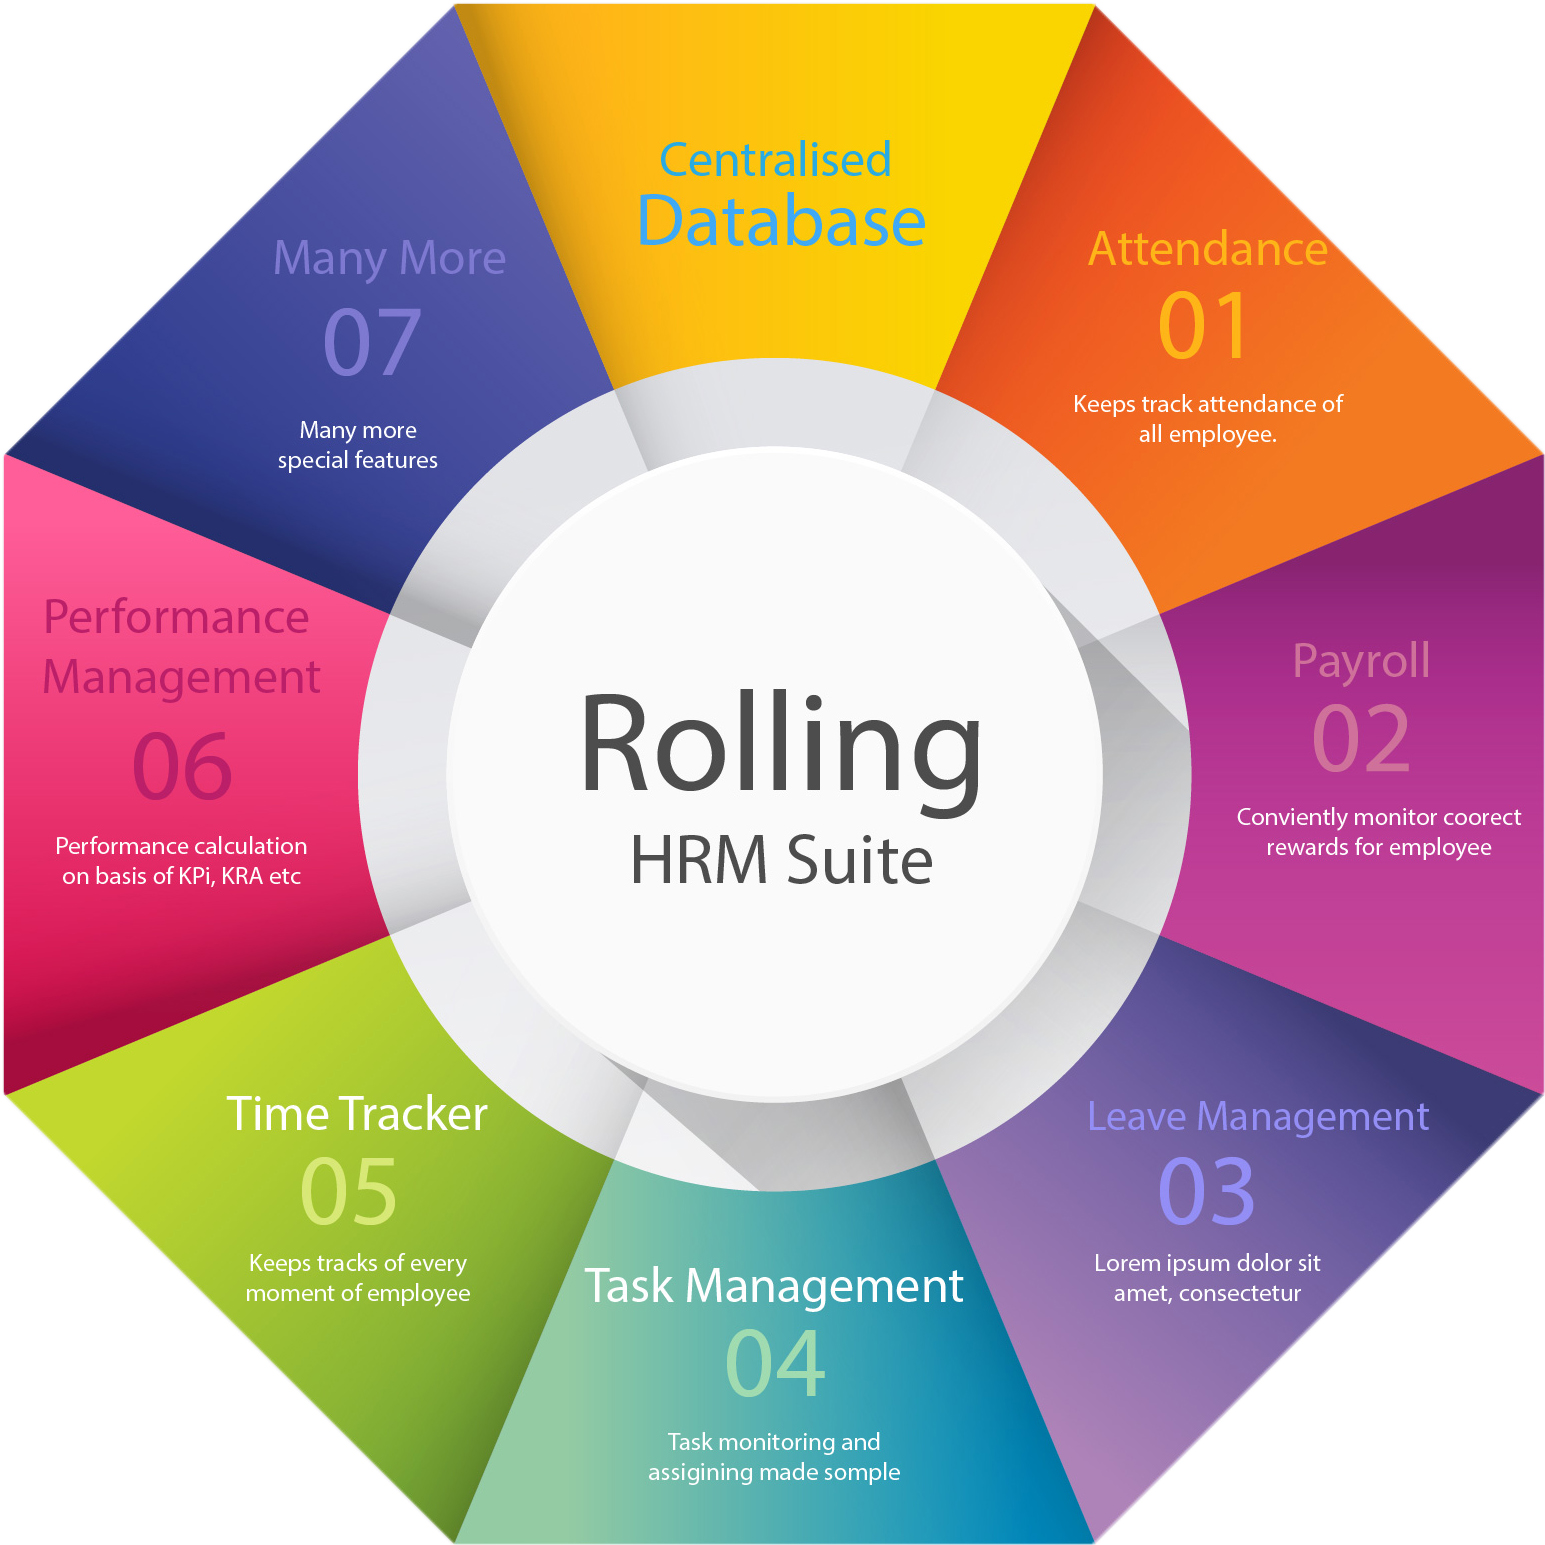 Centralised
Database
Attendance
01
Keeps track attendance of
all employee.
Payroll
02
Conviently monitor coorect
rewards for employee
Leave Management
03
Lorem ipsum dolor sit
amet, consectetur
Task Management
04
Task monitoring and
assigining made somple
Time Tracker
05
Keeps tracks of every
moment of employee
Performance
Management
06
Performance calculation
on basis of KPi, KRA etc
Many More
07
Many more
special features
Rolling
HRM Suite